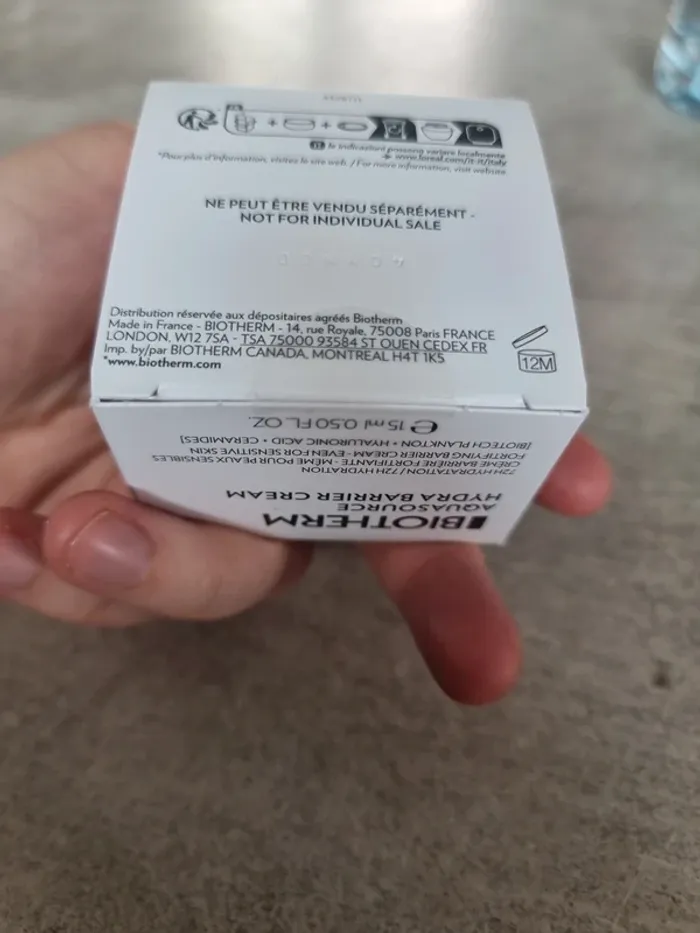 *Pour plus d'information, visitez le site web. / For more information, visit website
le indicazioni possono variare localmente
www.loreal.com/it-it/italy
NE PEUT ÊTRE VENDU SÉPARÉMENT -
NOT FOR INDIVIDUAL SALE
Distribution réservée aux dépositaires agréés Biotherm
Made in France - BIOTHERM - 14, rue Royale, 75008 Paris FRANCE
LONDON, W12 7SA - TSA 75000 93584 ST OUEN CEDEX FR
Imp. by/par BIOTHERM CANADA, MONTREAL H4T 1K5
*www.biotherm.com
12M
BIOTHERM
AQUASOURCE
HYDRA BARRIER CREAM
72H HYDRATATION / 72H HYDRATION
CRÈME BARRIÈRE FORTIFIANTE - MÊME POUR PEAUX SENSIBLES
FORTIFYING BARRIER CREAM - EVEN FOR SENSITIVE SKIN
[BIOTECH PLANKTON • HYALURONIC ACID • CERAMIDES]
℮ 15 ml 0.50 FL.OZ.